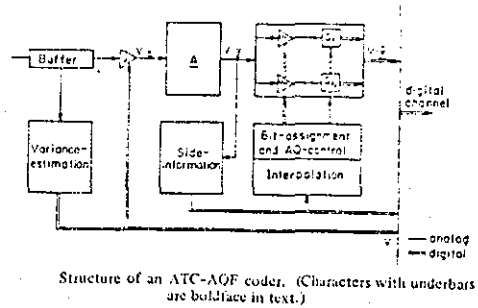 Buffer
A
digital
channel
Variance-
estimation
Side-
information
Bit-assignment
and AQ-control
Interpolation
analog
digital
Structure of an ATC-AQF coder. (Characters with underbars
are boldface in text.)